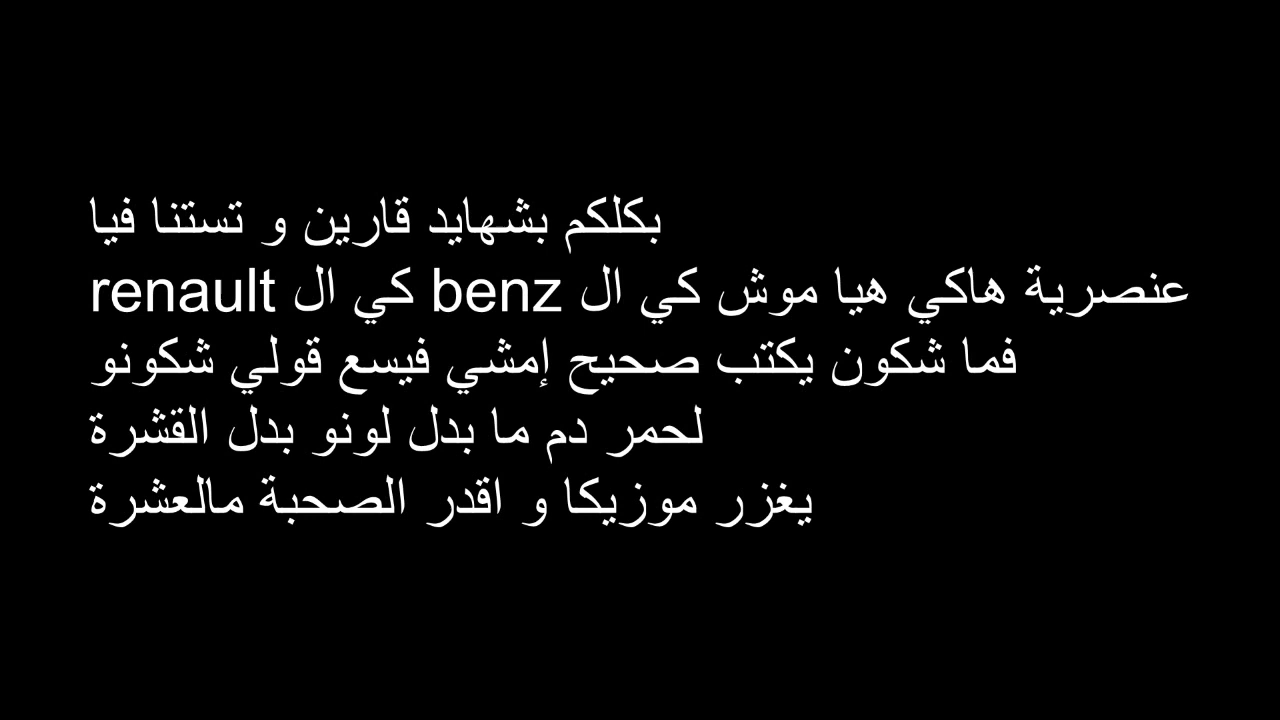 بكلكم بشهايد قارين و تستنا فيا
عنصرية هاكي هيا موش كي ال benz كي ال renault
فما شكون يكتب صحيح إمشي فيسع قولي شكونو
لحمر دم ما بدل لونو بدل القشرة
يغزر موزيكا و اقدر الصحبة مالعشرة